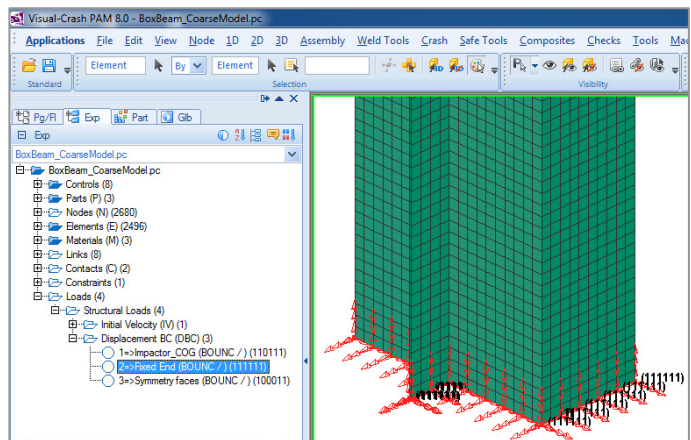 Visual-Crash PAM 8.0 - BoxBeam_CoarseModel.pc
Applications File Edit View Node 1D 2D 3D Assembly Weld Tools Crash Safe Tools Composites Checks Tools
Element By Element
Standard Selection Visibility
Pg/Fl Exp Part Glb
Exp
BoxBeam_CoarseModel.pc
BoxBeam_CoarseModel.pc
Controls (8)
Parts (P) (3)
Nodes (N) (2680)
Elements (E) (2496)
Materials (M) (3)
Links (8)
Contacts (C) (2)
Constraints (1)
Loads (4)
Structural Loads (4)
Initial Velocity (IV) (1)
Displacement BC (DBC) (3)
1=>Impactor_COG (BOUNC / ) (110111)
2=>Fixed End (BOUNC / ) (111111)
3=>Symmetry faces (BOUNC / ) (100011)
(111111)